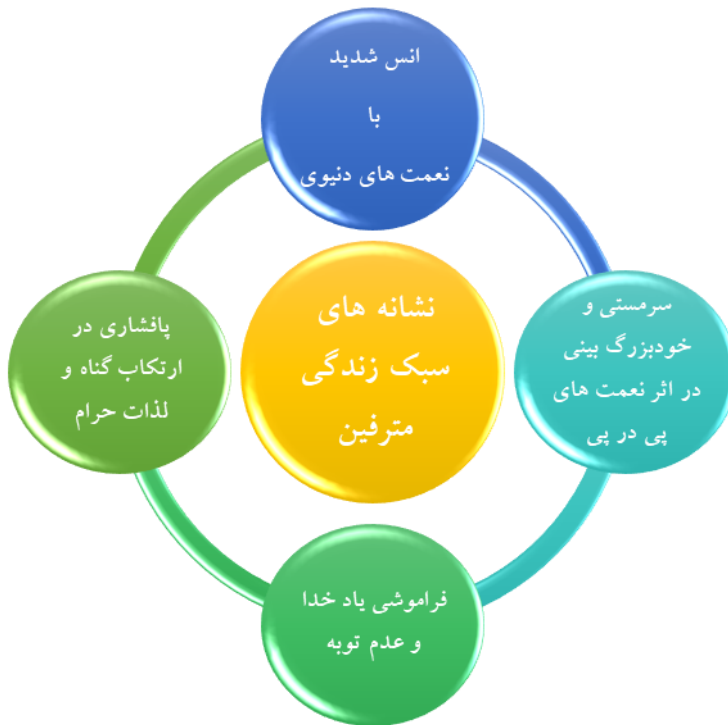 انس شدید
با
نعمت های دنیوی
سرمستی و
خودبزرگ بینی
در اثر نعمت های
پی در پی
نشانه های
سبک زندگی
مترفین
پافشاری در
ارتکاب گناه و
لذات حرام
فراموشی یاد خدا
و عدم توبه